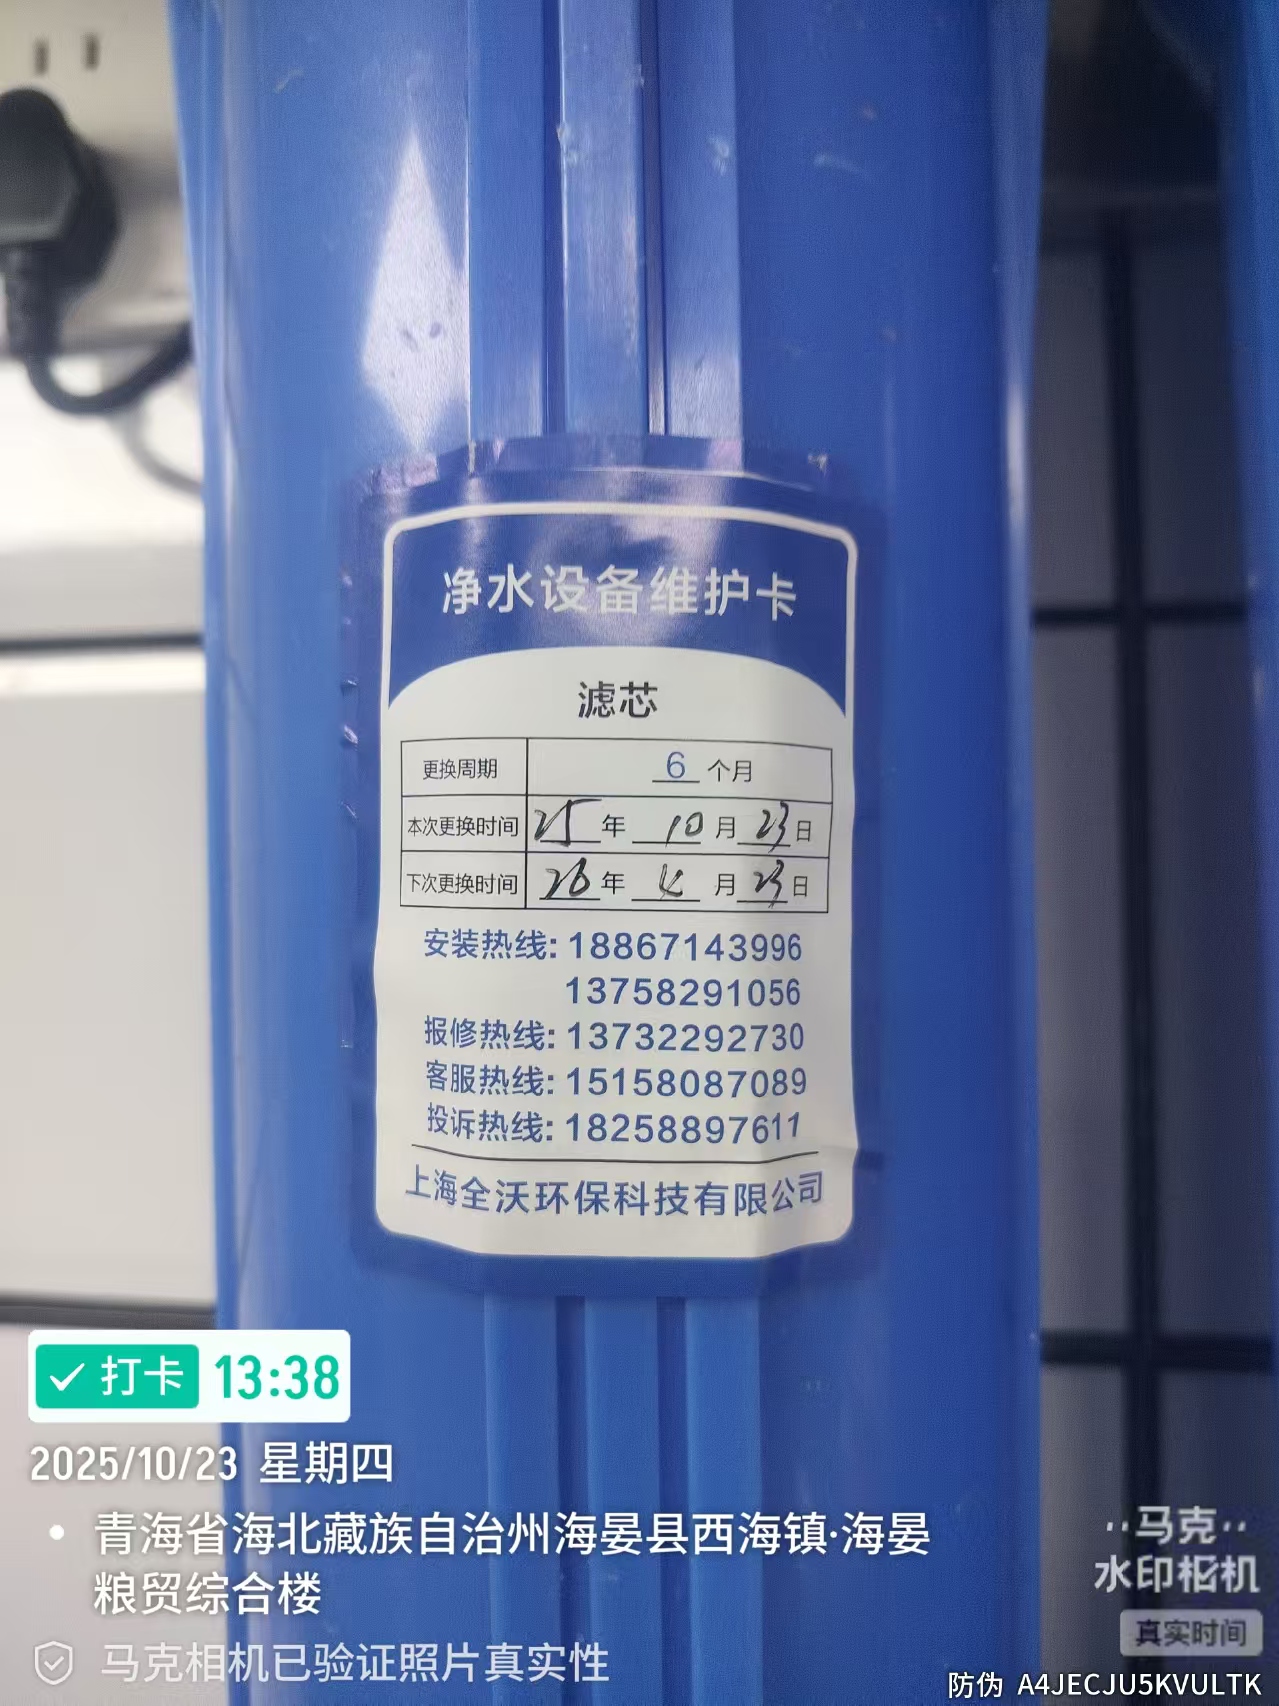 净水设备维护卡
滤芯
更换周期 6 个月
本次更换时间 25 年 10 月 23 日
下次更换时间 26 年 4 月 23 日
安装热线: 18867143996
13758291056
报修热线: 13732292730
客服热线: 15158087089
投诉热线: 18258897611
上海全沃环保科技有限公司
打卡 13:38
2025/10/23 星期四
青海省海北藏族自治州海晏县西海镇·海晏
粮贸综合楼
马克相机已验证照片真实性
马克
水印相机
真实时间
防伪 A4JECJU5KVULTK